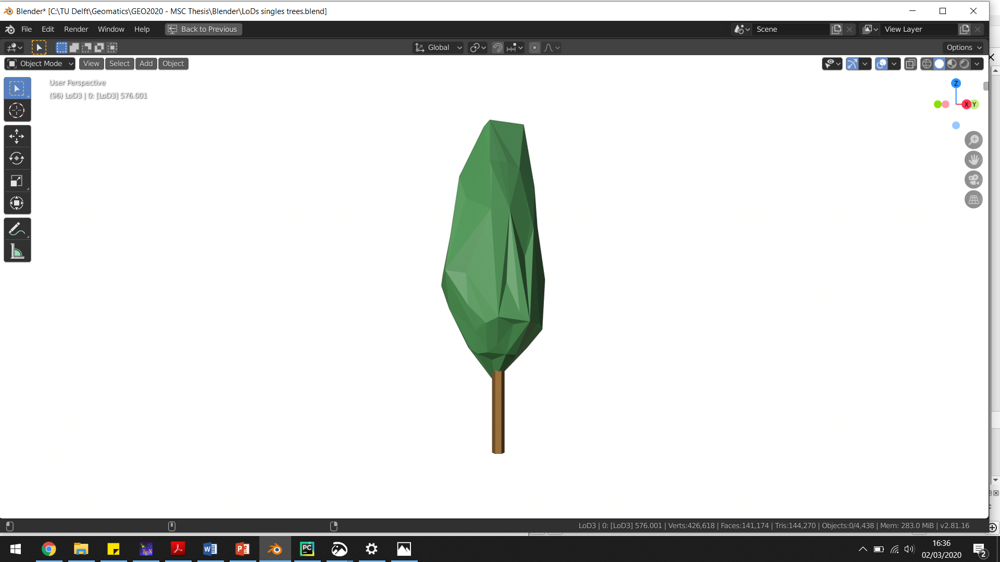 Blender* [C:\TU Delft\Geomatics\GEO2020 - MSC Thesis\Blender\LoDs singles trees.blend]
File Edit Render Window Help Back to Previous Scene View Layer
Global Options
Object Mode View Select Add Object
User Perspective
(96) LoD3 | 0: [LoD3] 576.001
Z
X Y
LoD3 | 0: [LoD3] 576.001 | Verts:426,618 | Faces:141,174 | Tris:144,270 | Objects:0/4,438 | Mem: 283.0 MiB | v2.81.16
TEX
W
P
PC
16:36
02/03/2020
2